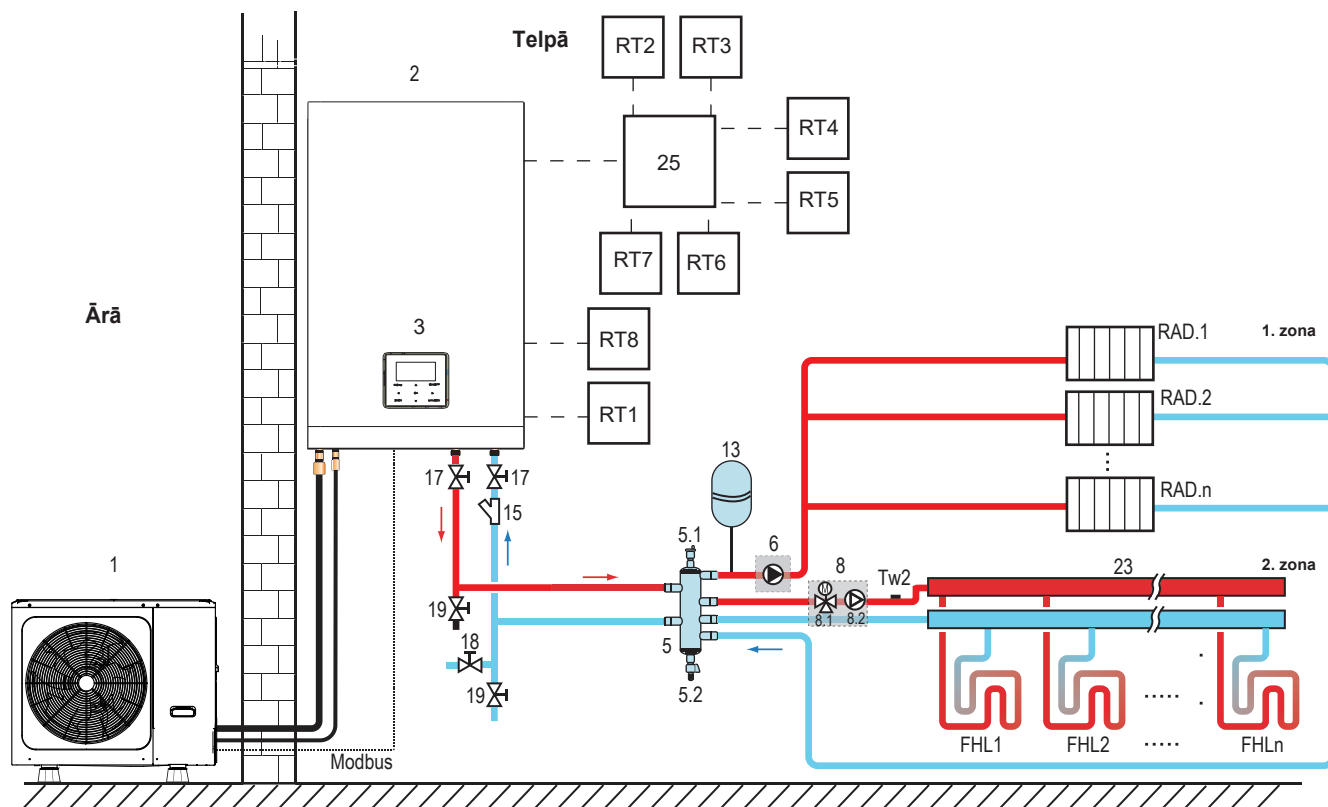 Telpā
RT2
RT3
2
RT4
25
RT5
RT7
RT6
Ārā
3
RT8
RT1
RAD.1
1. zona
RAD.2
RAD.n
13
17
17
15
5.1
6
1
8
Tw2
23
2. zona
19
8.1
8.2
18
5
19
5.2
FHL1
FHL2
FHLn
Modbus